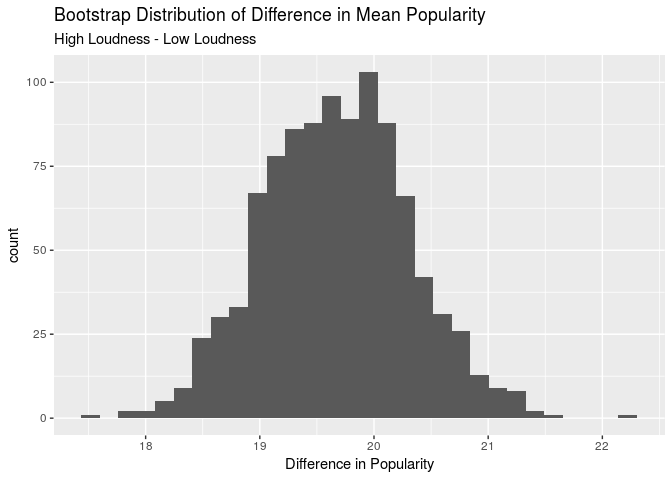 Bootstrap Distribution of Difference in Mean Popularity
High Loudness - Low Loudness
100
75
50
25
0
count
18 19 20 21 22
Difference in Popularity